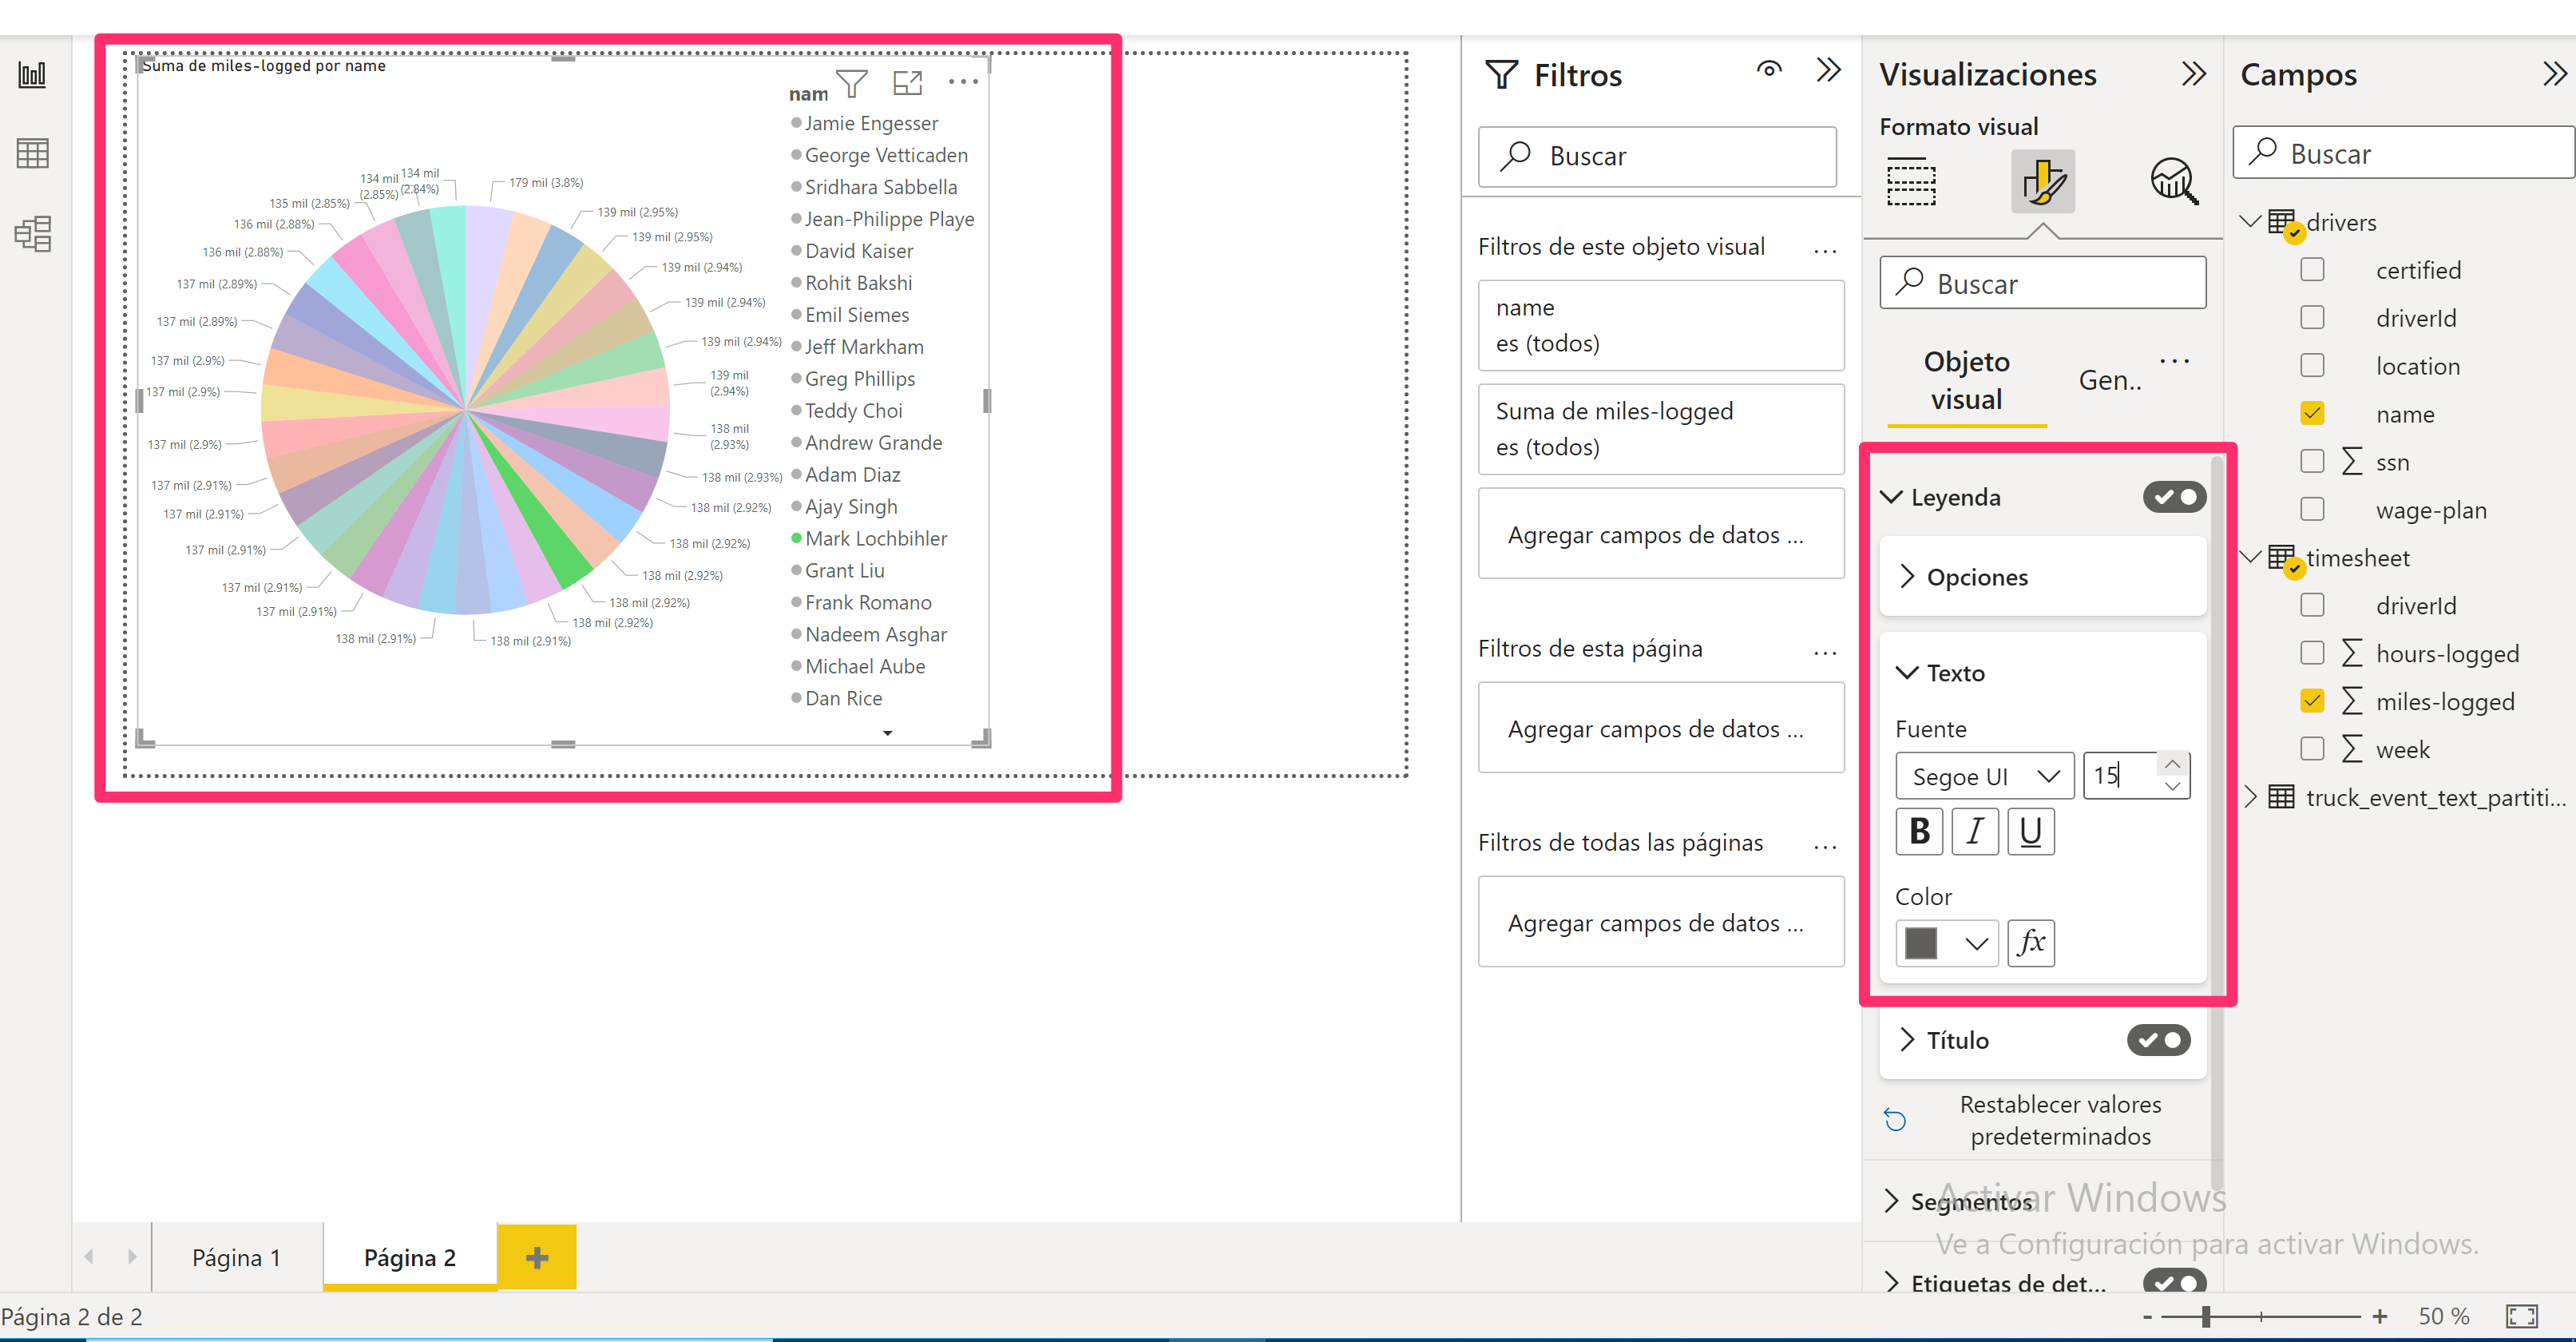 Suma de miles-logged por name
nam
Jamie Engesser
George Vetticaden
Sridhara Sabbella
Jean-Philippe Playe
David Kaiser
Rohit Bakshi
Emil Siemes
Jeff Markham
Greg Phillips
Teddy Choi
Andrew Grande
Adam Diaz
Ajay Singh
Mark Lochbihler
Grant Liu
Frank Romano
Nadeem Asghar
Michael Aube
Dan Rice
179 mil (3.8%)
139 mil (2.95%)
139 mil (2.95%)
139 mil (2.94%)
139 mil (2.94%)
139 mil (2.94%)
139 mil
(2.94%)
138 mil
(2.93%)
138 mil (2.93%)
138 mil (2.92%)
138 mil (2.92%)
138 mil (2.92%)
138 mil (2.92%)
138 mil (2.92%)
138 mil (2.91%)
138 mil (2.91%)
137 mil (2.91%)
137 mil (2.91%)
137 mil (2.91%)
137 mil (2.91%)
137 mil (2.91%)
137 mil (2.9%)
137 mil (2.9%)
137 mil (2.9%)
137 mil (2.89%)
137 mil (2.89%)
136 mil (2.88%)
136 mil (2.88%)
135 mil (2.85%)
134 mil
(2.85%)
134 mil
(2.84%)
Filtros
Buscar
Filtros de este objeto visual ...
name
es (todos)
Suma de miles-logged
es (todos)
Agregar campos de datos ...
Filtros de esta página ...
Agregar campos de datos ...
Filtros de todas las páginas ...
Agregar campos de datos ...
Visualizaciones
Formato visual
Buscar
Objeto
visual
Gen..
...
Leyenda
Opciones
Texto
Fuente
Segoe UI
15
B I U
Color
fx
Título
Restablecer valores
predeterminados
Segmentos
Etiquetas de det...
Campos
Buscar
drivers
certified
driverId
location
name
∑ ssn
wage-plan
timesheet
driverId
∑ hours-logged
∑ miles-logged
∑ week
truck_event_text_partiti...
Activar Windows
Ve a Configuración para activar Windows.
Página 1
Página 2
+
Página 2 de 2
- + 50 %